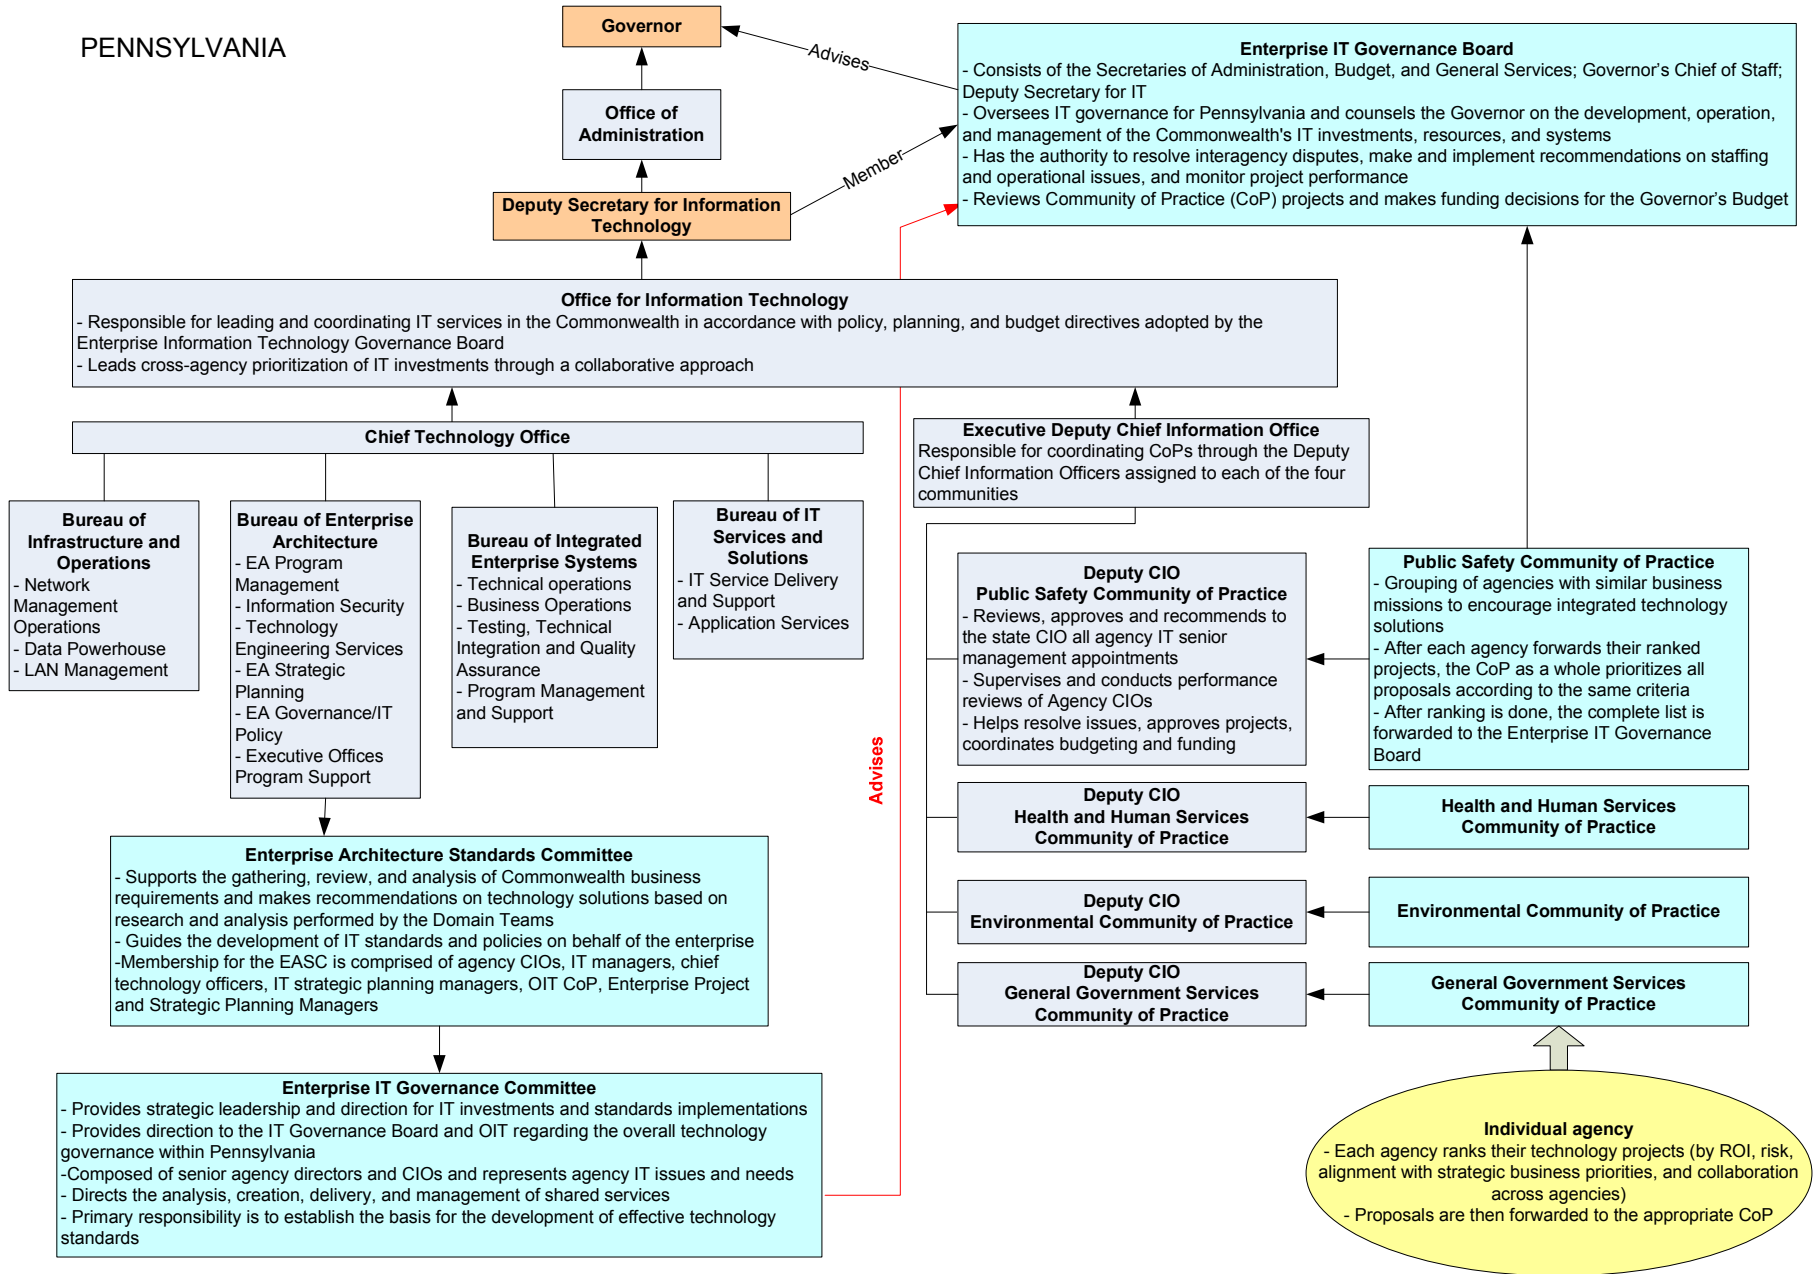 PENNSYLVANIA
Governor
Advises
Enterprise IT Governance Board
- Consists of the Secretaries of Administration, Budget, and General Services; Governor's Chief of Staff;
Deputy Secretary for IT
- Oversees IT governance for Pennsylvania and counsels the Governor on the development, operation,
and management of the Commonwealth's IT investments, resources, and systems
- Has the authority to resolve interagency disputes, make and implement recommendations on staffing
and operational issues, and monitor project performance
- Reviews Community of Practice (CoP) projects and makes funding decisions for the Governor's Budget
Office of
Administration
Member
Deputy Secretary for Information
Technology
Office for Information Technology
- Responsible for leading and coordinating IT services in the Commonwealth in accordance with policy, planning, and budget directives adopted by the
Enterprise Information Technology Governance Board
- Leads cross-agency prioritization of IT investments through a collaborative approach
Chief Technology Office
Executive Deputy Chief Information Office
Responsible for coordinating CoPs through the Deputy
Chief Information Officers assigned to each of the four
communities
Bureau of
Infrastructure and
Operations
- Network
Management
Operations
- Data Powerhouse
- LAN Management
Bureau of Enterprise
Architecture
- EA Program
Management
- Information Security
- Technology
Engineering Services
- EA Strategic
Planning
- EA Governance/IT
Policy
- Executive Offices
Program Support
Bureau of Integrated
Enterprise Systems
- Technical operations
- Business Operations
- Testing, Technical
Integration and Quality
Assurance
- Program Management
and Support
Bureau of IT
Services and
Solutions
- IT Service Delivery
and Support
- Application Services
Deputy CIO
Public Safety Community of Practice
- Reviews, approves and recommends to
the state CIO all agency IT senior
management appointments
- Supervises and conducts performance
reviews of Agency CIOs
- Helps resolve issues, approves projects,
coordinates budgeting and funding
Public Safety Community of Practice
- Grouping of agencies with similar business
missions to encourage integrated technology
solutions
- After each agency forwards their ranked
projects, the CoP as a whole prioritizes all
proposals according to the same criteria
- After ranking is done, the complete list is
forwarded to the Enterprise IT Governance
Board
Advises
Deputy CIO
Health and Human Services
Community of Practice
Health and Human Services
Community of Practice
Enterprise Architecture Standards Committee
- Supports the gathering, review, and analysis of Commonwealth business
requirements and makes recommendations on technology solutions based on
research and analysis performed by the Domain Teams
- Guides the development of IT standards and policies on behalf of the enterprise
-Membership for the EASC is comprised of agency CIOs, IT managers, chief
technology officers, IT strategic planning managers, OIT CoP, Enterprise Project
and Strategic Planning Managers
Deputy CIO
Environmental Community of Practice
Environmental Community of Practice
Deputy CIO
General Government Services
Community of Practice
General Government Services
Community of Practice
Enterprise IT Governance Committee
- Provides strategic leadership and direction for IT investments and standards implementations
- Provides direction to the IT Governance Board and OIT regarding the overall technology
governance within Pennsylvania
-Composed of senior agency directors and CIOs and represents agency IT issues and needs
- Directs the analysis, creation, delivery, and management of shared services
- Primary responsibility is to establish the basis for the development of effective technology
standards
Individual agency
- Each agency ranks their technology projects (by ROI, risk,
alignment with strategic business priorities, and collaboration
across agencies)
- Proposals are then forwarded to the appropriate CoP